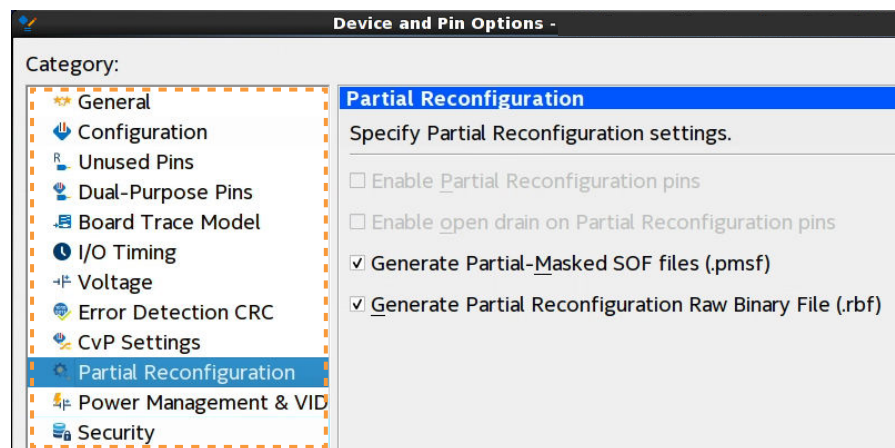 Device and Pin Options -
Category:
General
Configuration
Unused Pins
Dual-Purpose Pins
Board Trace Model
I/O Timing
Voltage
Error Detection CRC
CvP Settings
Partial Reconfiguration
Power Management & VID
Security
Partial Reconfiguration
Specify Partial Reconfiguration settings.
Enable Partial Reconfiguration pins
Enable open drain on Partial Reconfiguration pins
Generate Partial-Masked SOF files (.pmsf)
Generate Partial Reconfiguration Raw Binary File (.rbf)